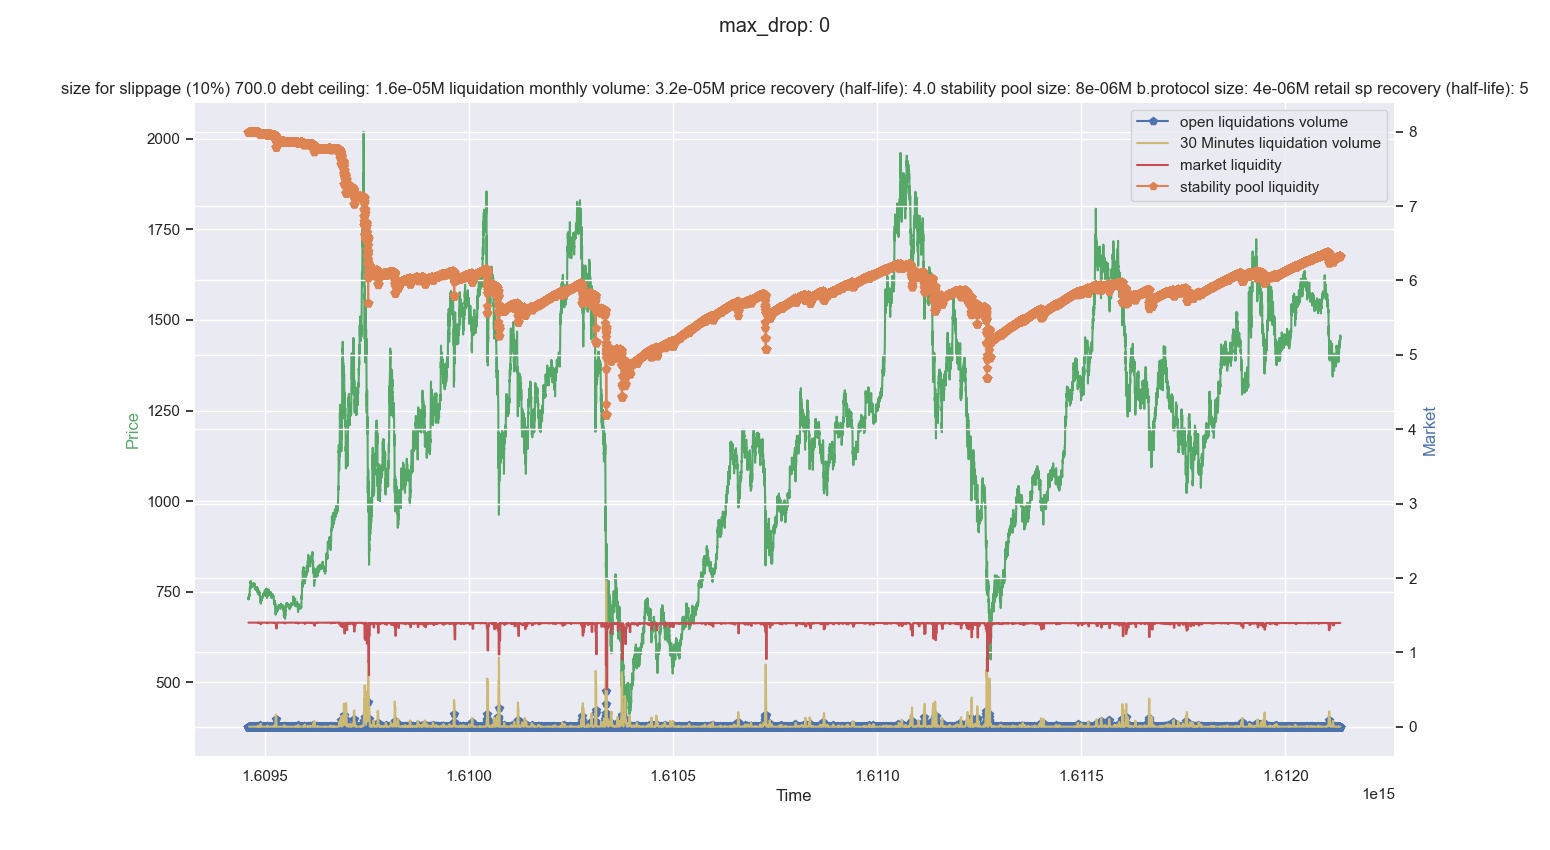 max_drop: 0
size for slippage (10%) 700.0 debt ceiling: 1.6e-05M liquidation monthly volume: 3.2e-05M price recovery (half-life): 4.0 stability pool size: 8e-06M b.protocol size: 4e-06M retail sp recovery (half-life): 5
open liquidations volume
30 Minutes liquidation volume
market liquidity
stability pool liquidity
2000
1750
1500
1250
1000
750
500
Price
8
7
6
5
4
3
2
1
0
Market
1.6095 1.6100 1.6105 1.6110 1.6115 1.6120
Time
1e15